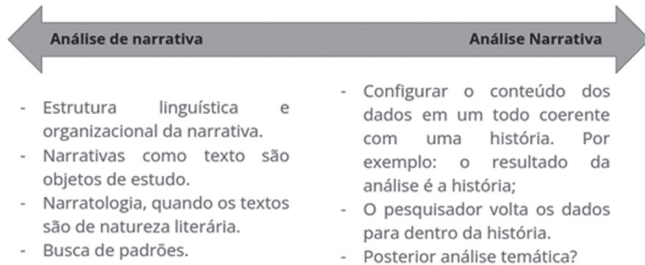 Análise de narrativa
Análise Narrativa
- Estrutura linguística e
organizacional da narrativa.
- Narrativas como texto são
objetos de estudo.
- Narratologia, quando os textos
são de natureza literária.
- Busca de padrões.
- Configurar o conteúdo dos
dados em um todo coerente
com uma história. Por
exemplo: o resultado da
análise é a história;
- O pesquisador volta os dados
para dentro da história.
- Posterior análise temática?